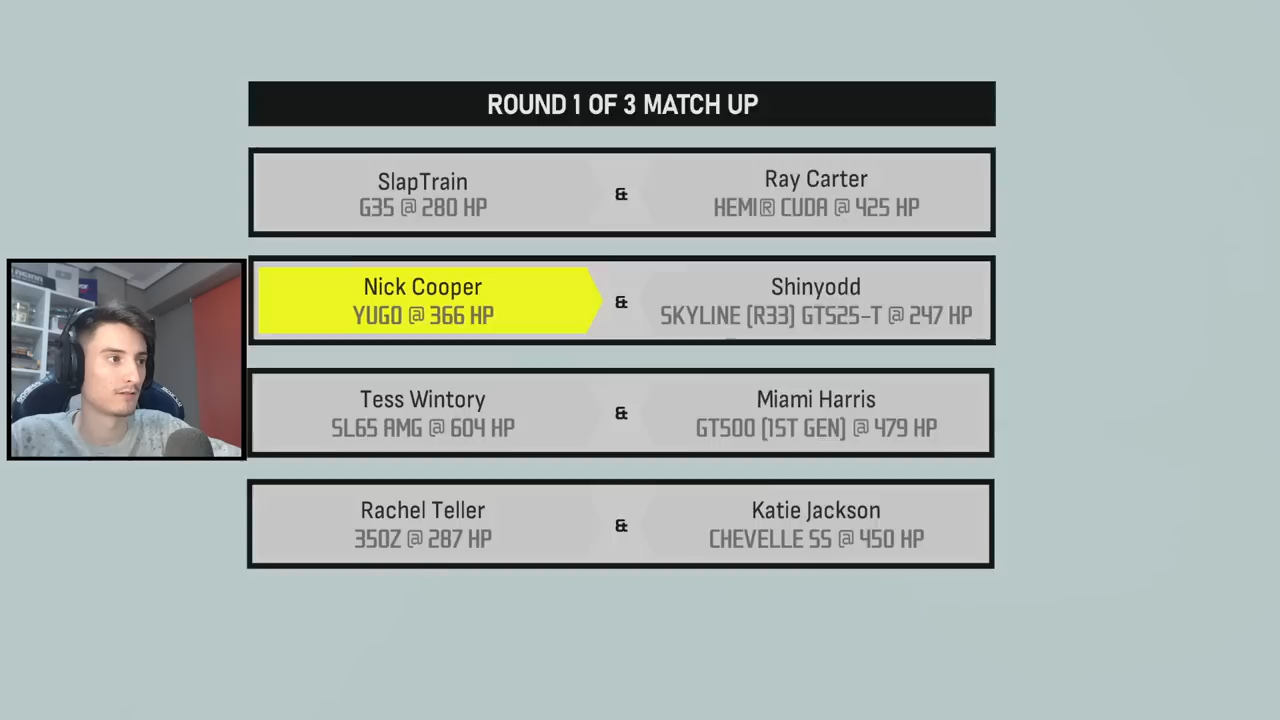 ROUND 1 OF 3 MATCH UP
SlapTrain
G35 @ 280 HP
&
Ray Carter
HEMI® CUDA @ 425 HP
Nick Cooper
YUGO @ 366 HP
&
Shinyodd
SKYLINE (R33) GTS25-T @ 247 HP
Tess Wintory
SL65 AMG @ 604 HP
&
Miami Harris
GT500 (1ST GEN) @ 479 HP
Rachel Teller
350Z @ 287 HP
&
Katie Jackson
CHEVELLE SS @ 450 HP